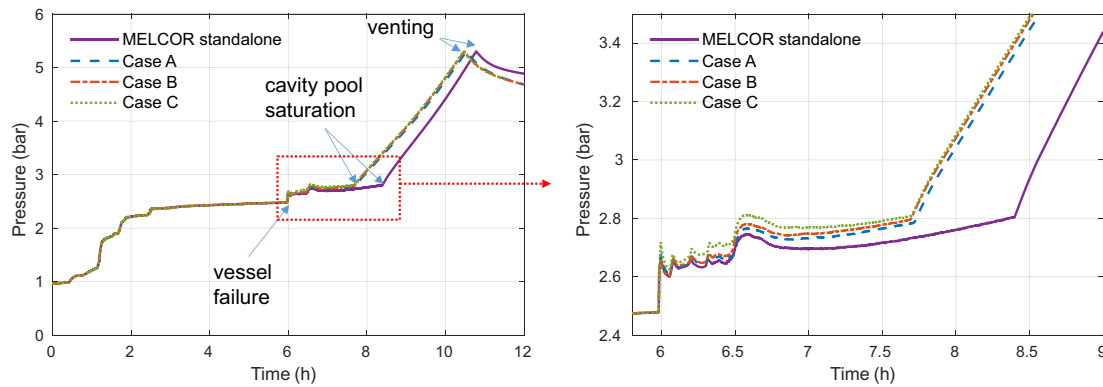 venting
MELCOR standalone
Case A
Case B
Case C
cavity pool
saturation
vessel
failure
Pressure (bar)
6
5
4
3
2
1
0
0
2
4
6
8
10
12
Time (h)
MELCOR standalone
Case A
Case B
Case C
Pressure (bar)
3.4
3.2
3
2.8
2.6
2.4
6
6.5
7
7.5
8
8.5
9
Time (h)